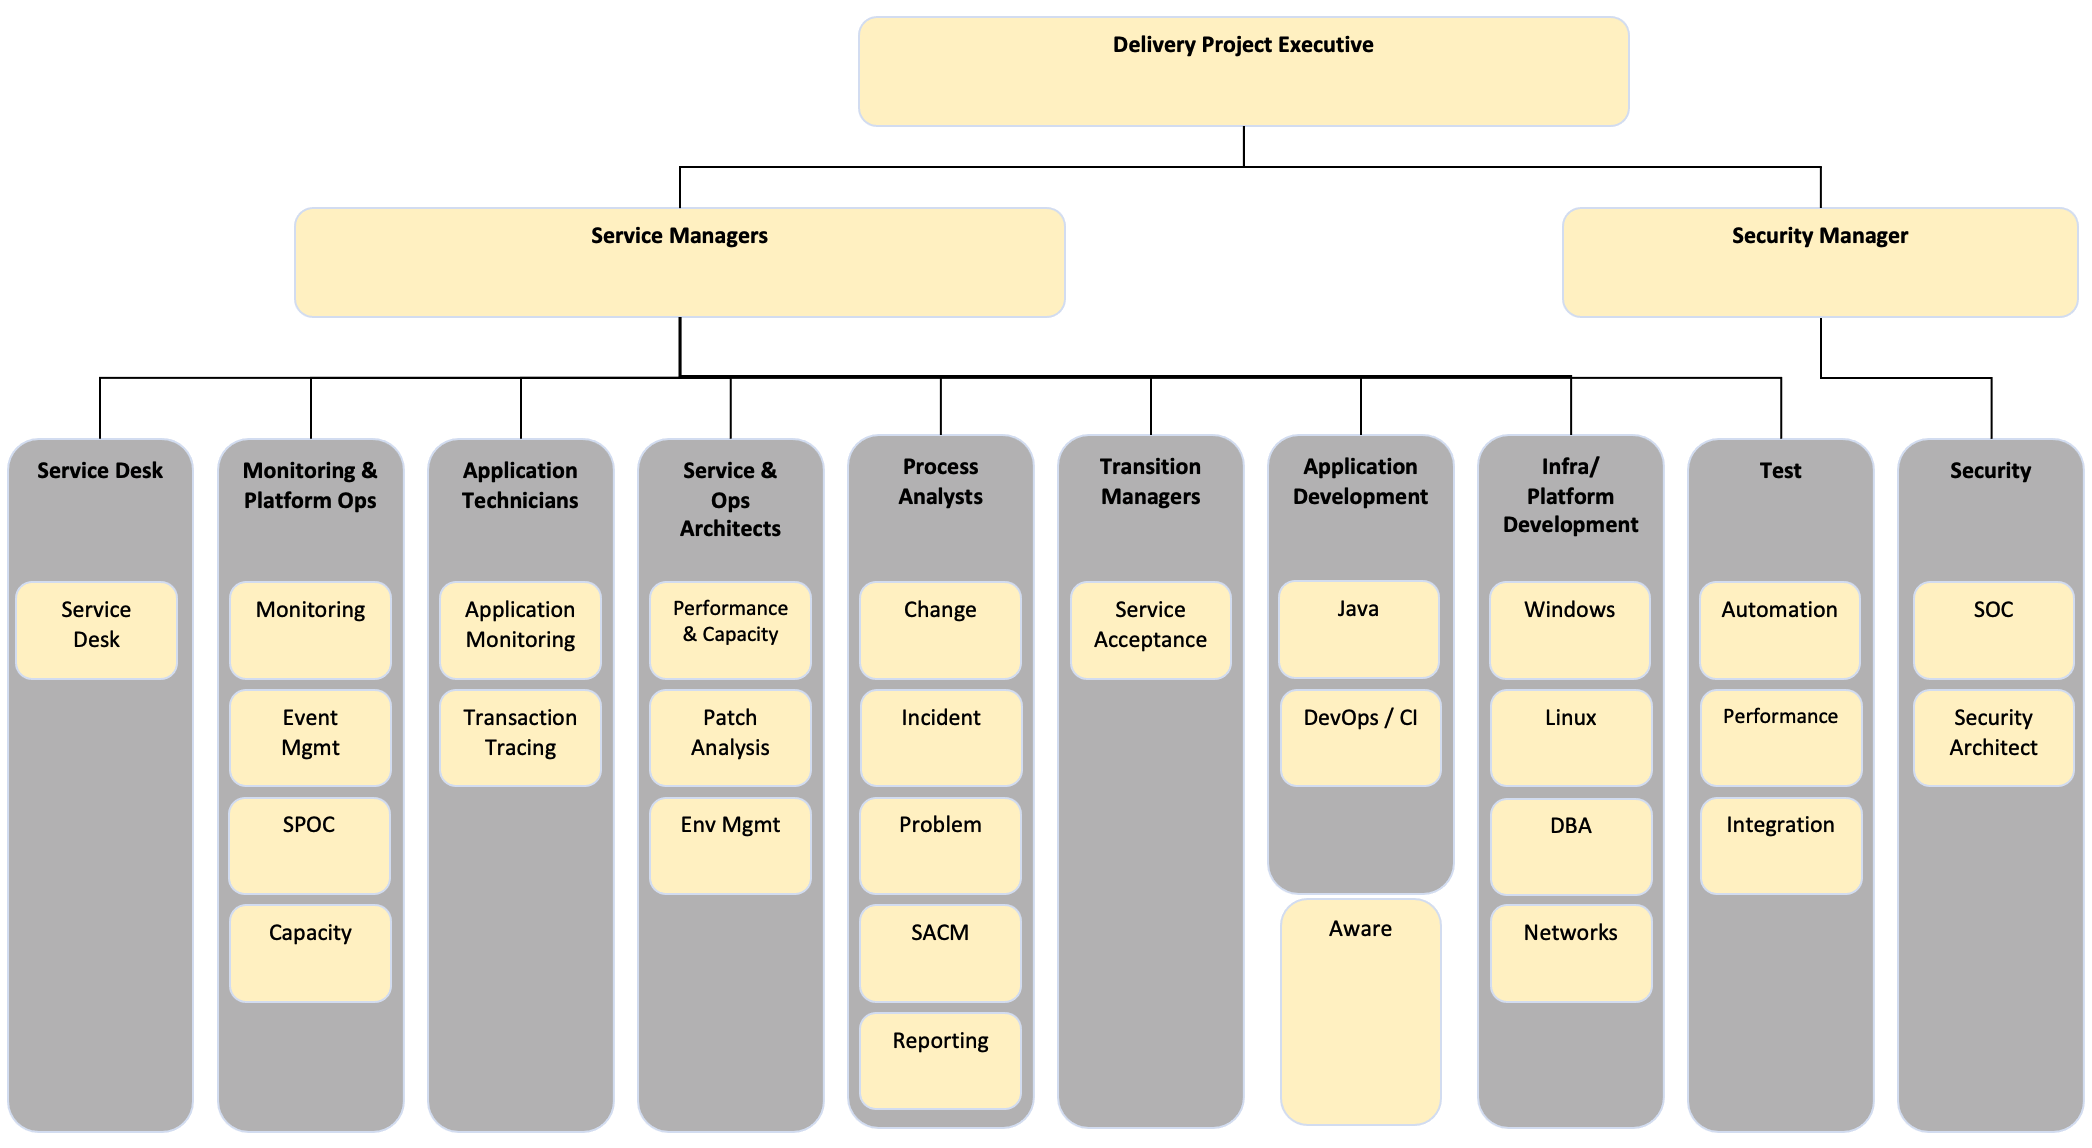 Delivery Project Executive
Service Managers
Security Manager
Service Desk
Monitoring &
Platform Ops
Application
Technicians
Service &
Ops
Architects
Process
Analysts
Transition
Managers
Application
Development
Infra/
Platform
Development
Test
Security
Service
Desk
Monitoring
Event
Mgmt
SPOC
Capacity
Application
Monitoring
Transaction
Tracing
Performance
& Capacity
Patch
Analysis
Env Mgmt
Change
Incident
Problem
SACM
Reporting
Service
Acceptance
Java
DevOps / CI
Aware
Windows
Linux
DBA
Networks
Automation
Performance
Integration
SOC
Security
Architect